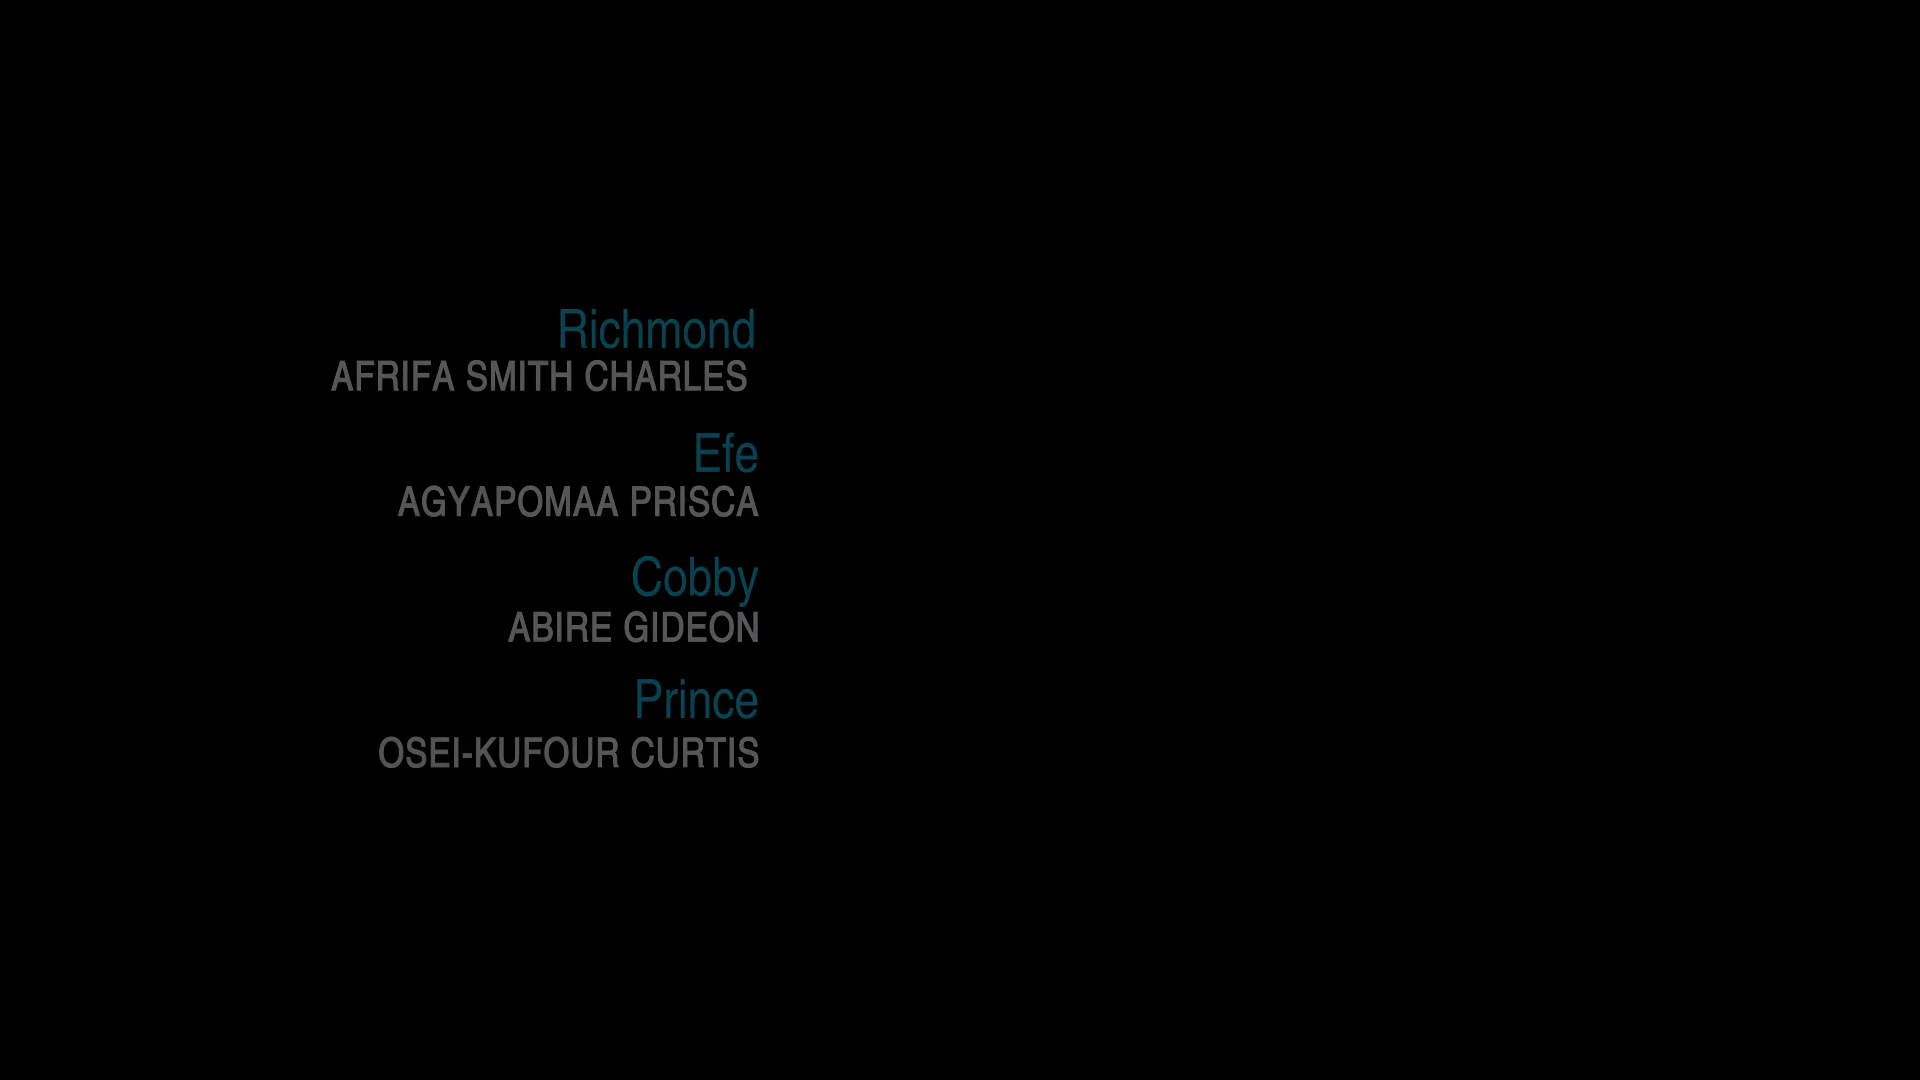 Richmond
AFRIFA SMITH CHARLES
Efe
AGYAPOMAA PRISCA
Cobby
ABIRE GIDEON
Prince
OSEI-KUFOUR CURTIS